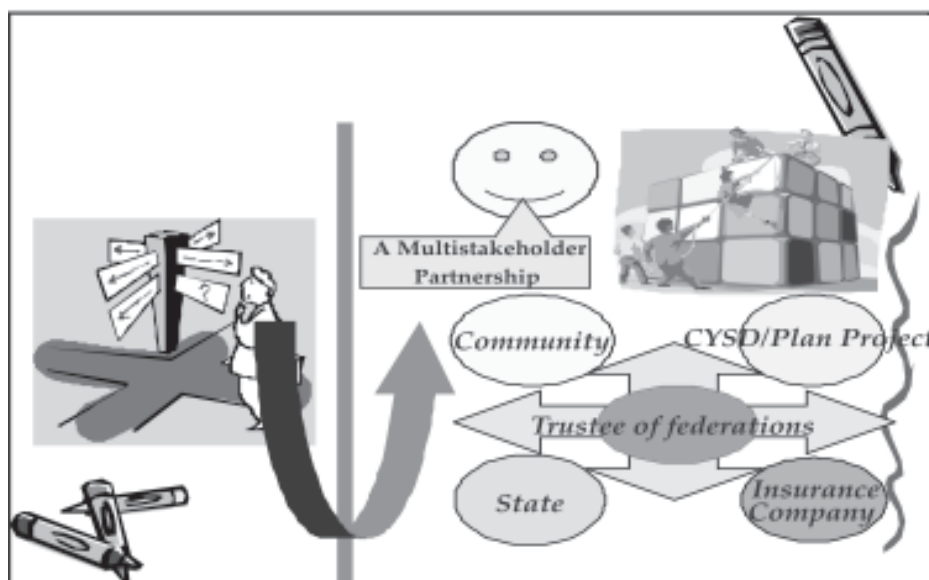 ?
A Multistakeholder
Partnership
Community
CYSD/Plan Project
Trustee of federations
State
Insurance
Company